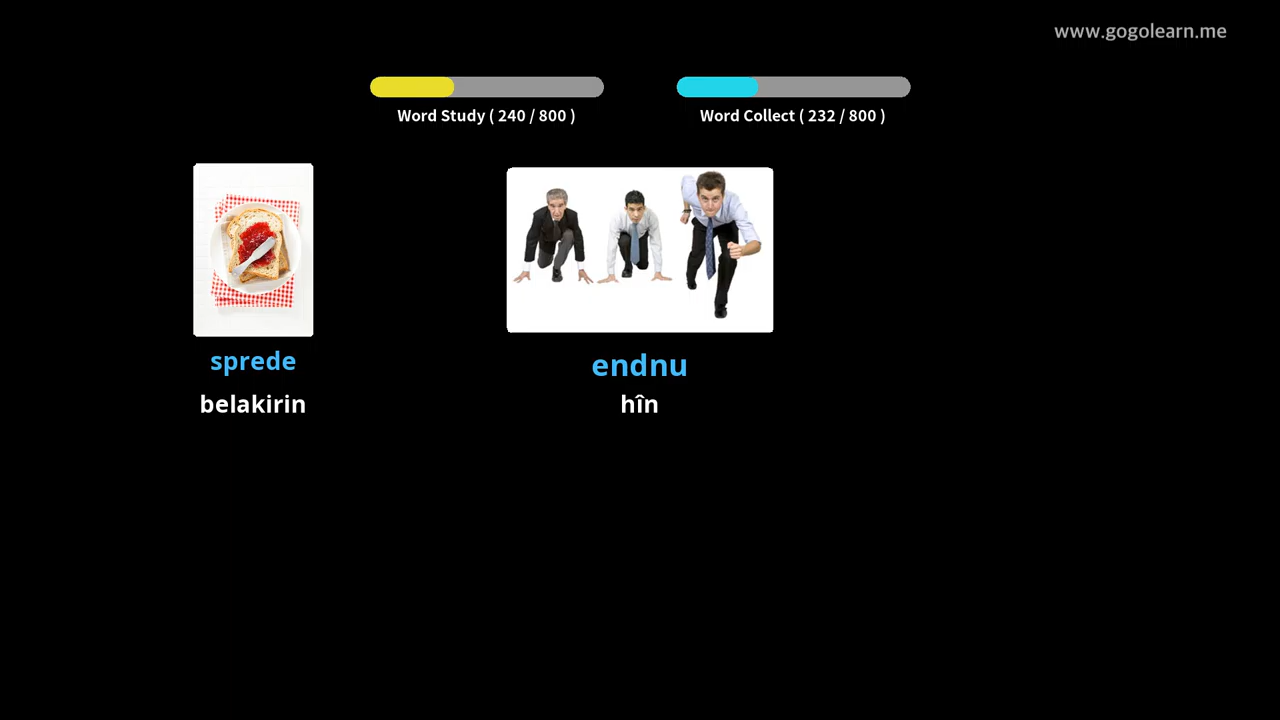 www.gogolearn.me
Word Study ( 240 / 800 )
Word Collect ( 232 / 800 )
sprede
belakirin
endnu
hîn